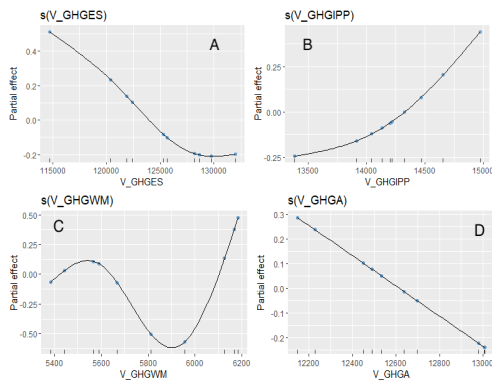 s(V_GHGES)
A
Partial effect
0.4
0.2
0.0
-0.2
115000 120000 125000 130000
V_GHGES
s(V_GHGIPP)
B
Partial effect
0.25
0.00
-0.25
13500 14000 14500 15000
V_GHGIPP
s(V_GHGWM)
C
Partial effect
0.50
0.25
0.00
-0.25
-0.50
5400 5600 5800 6000 6200
V_GHGWM
s(V_GHGA)
D
Partial effect
0.3
0.2
0.1
0.0
-0.1
-0.2
12200 12400 12600 12800 13000
V_GHGA